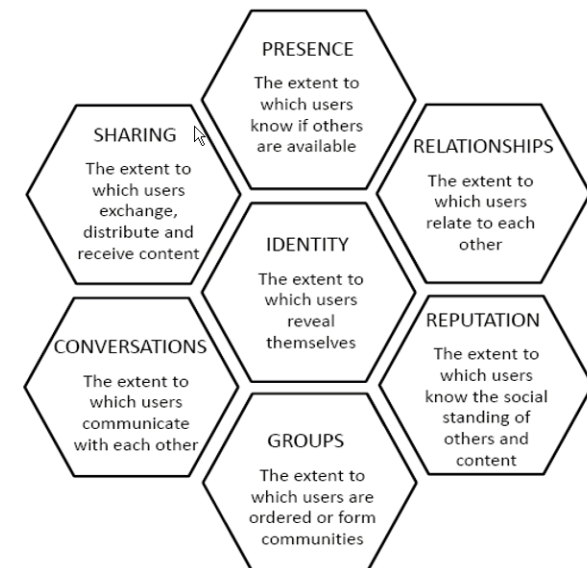 PRESENCE
The extent to
which users
know if others
are available
SHARING
The extent to
which users
exchange,
distribute and
receive content
RELATIONSHIPS
The extent to
which users
relate to each
other
IDENTITY
The extent to
which users
reveal
themselves
CONVERSATIONS
The extent to
which users
communicate
with each other
REPUTATION
The extent to
which users
know the social
standing of
others and
content
GROUPS
The extent to
which users are
ordered or form
communities